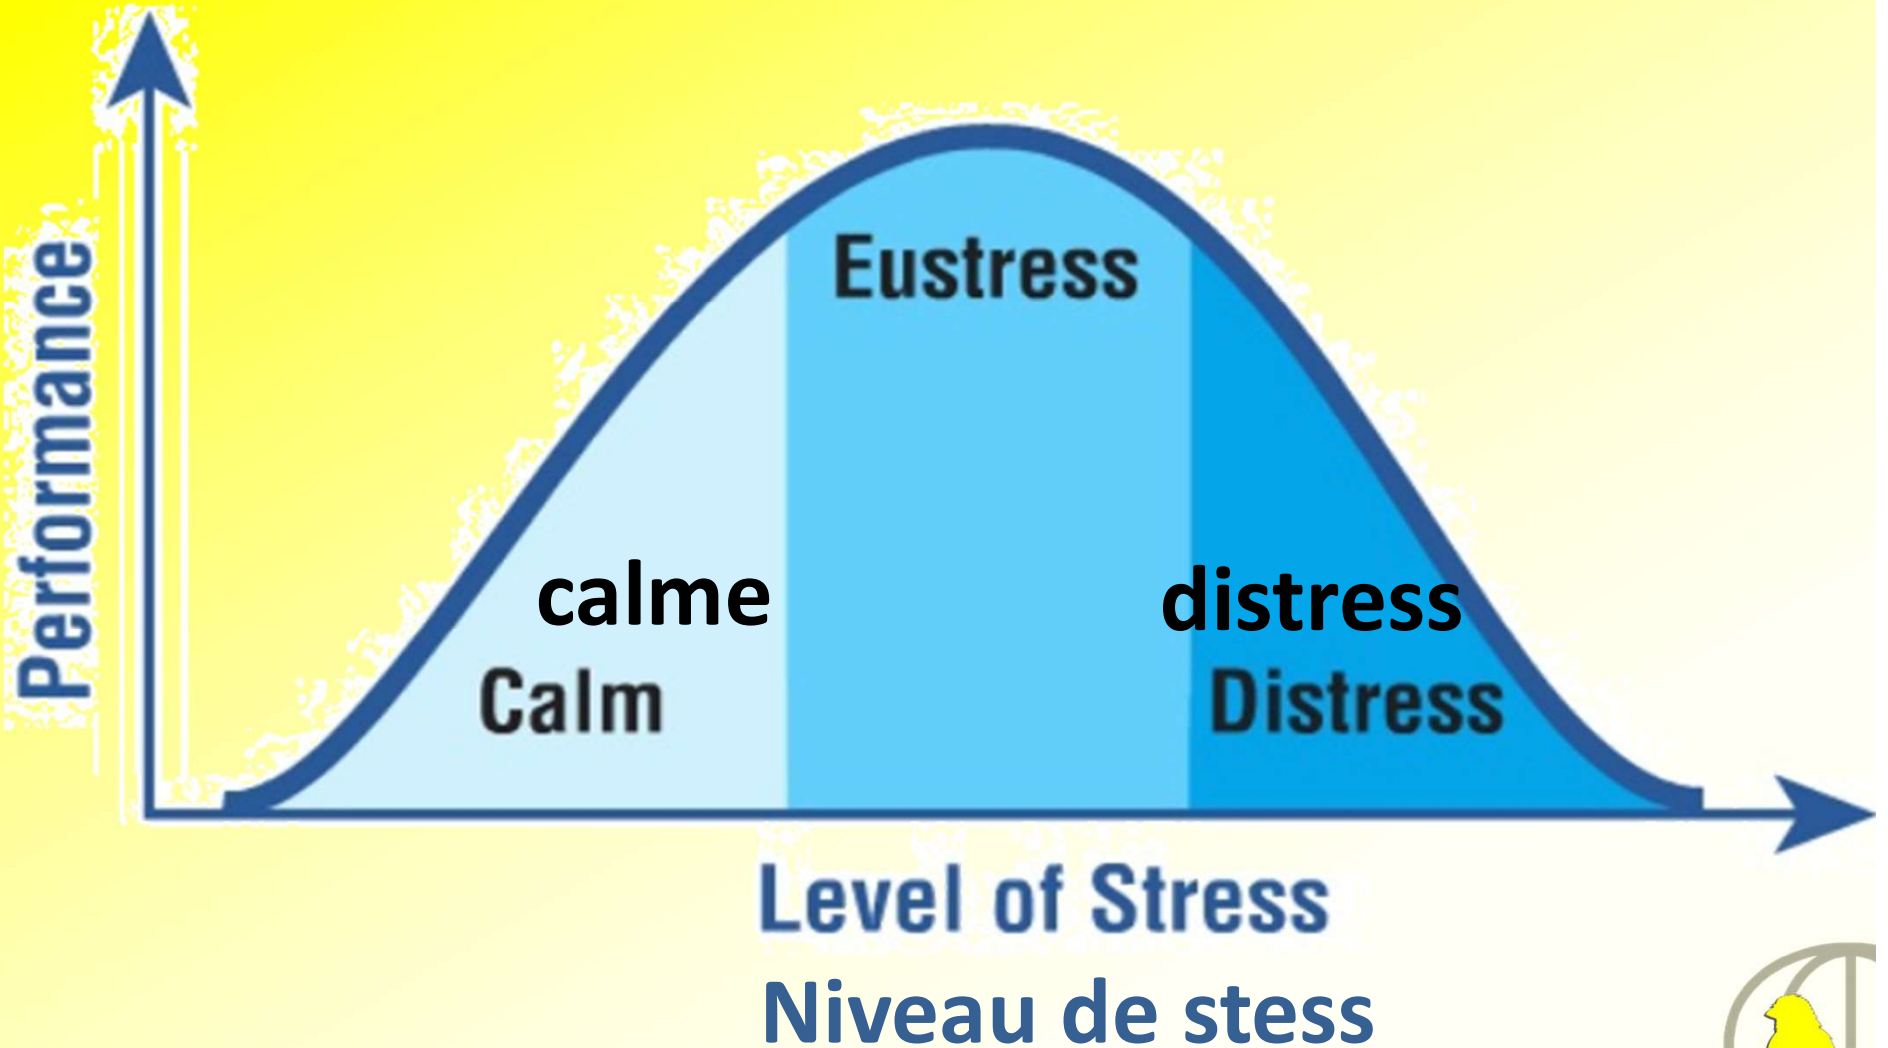 Performance
Eustress
calme
distress
Calm
Distress
Level of Stress
Niveau de stess